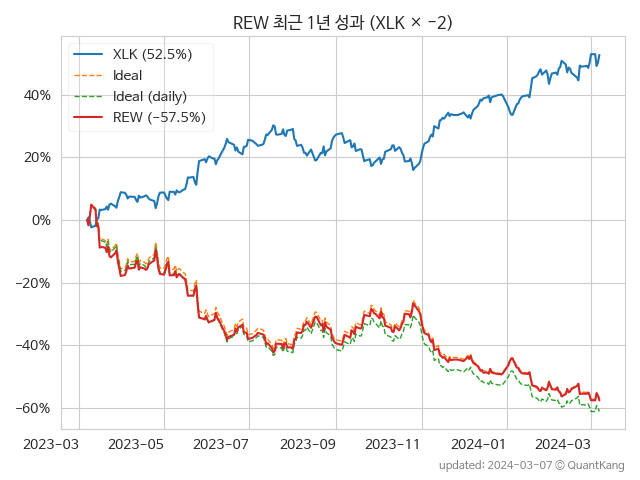 REW 최근 1년 성과 (XLK × −2)
XLK (52.5%)
Ideal
Ideal (daily)
REW (−57.5%)
40%
20%
0%
−20%
−40%
−60%
2023-03 2023-05 2023-07 2023-09 2023-11 2024-01 2024-03
updated: 2024-03-07 © QuantKang